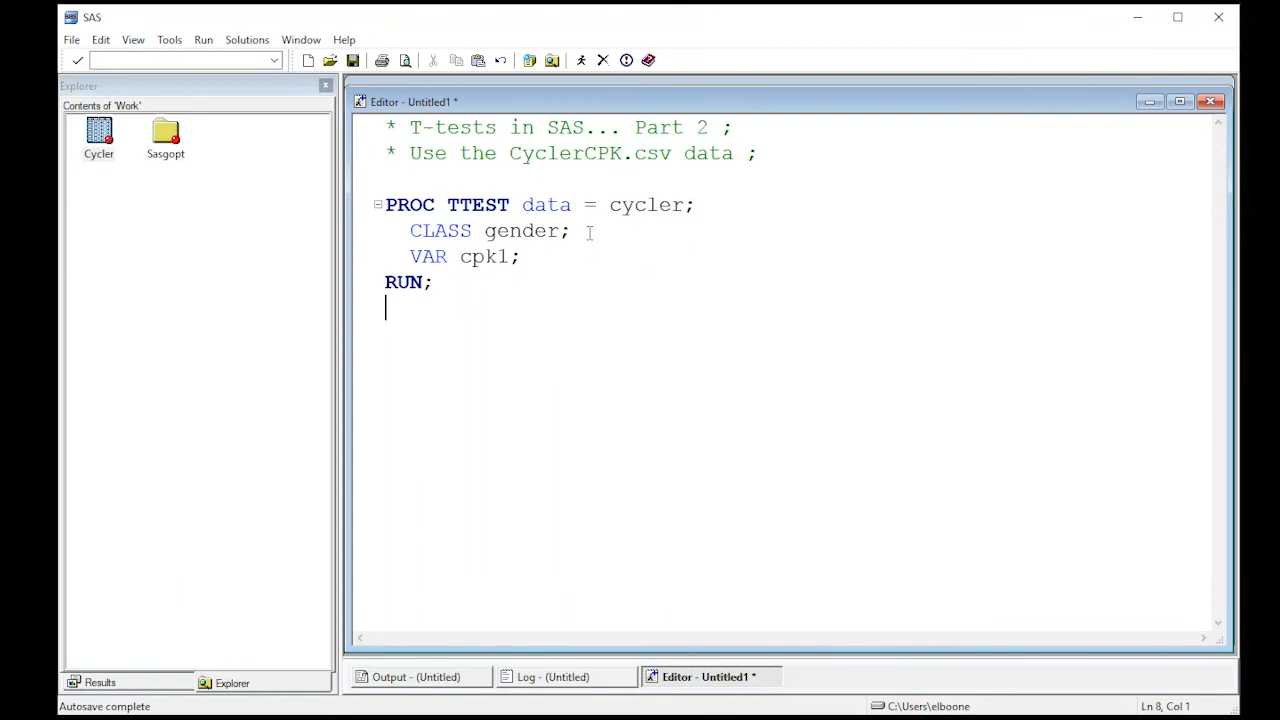 SAS
File Edit View Tools Run Solutions Window Help
Explorer
Contents of 'Work'
Cycler Sasgopt
Editor - Untitled1 *
* T-tests in SAS... Part 2 ;
* Use the CyclerCPK.csv data ;
PROC TTEST data = cycler;
CLASS gender;
VAR cpk1;
RUN;
Results Explorer
Output - (Untitled) Log - (Untitled) Editor - Untitled1 *
Autosave complete C:\Users\elboone Ln 8, Col 1